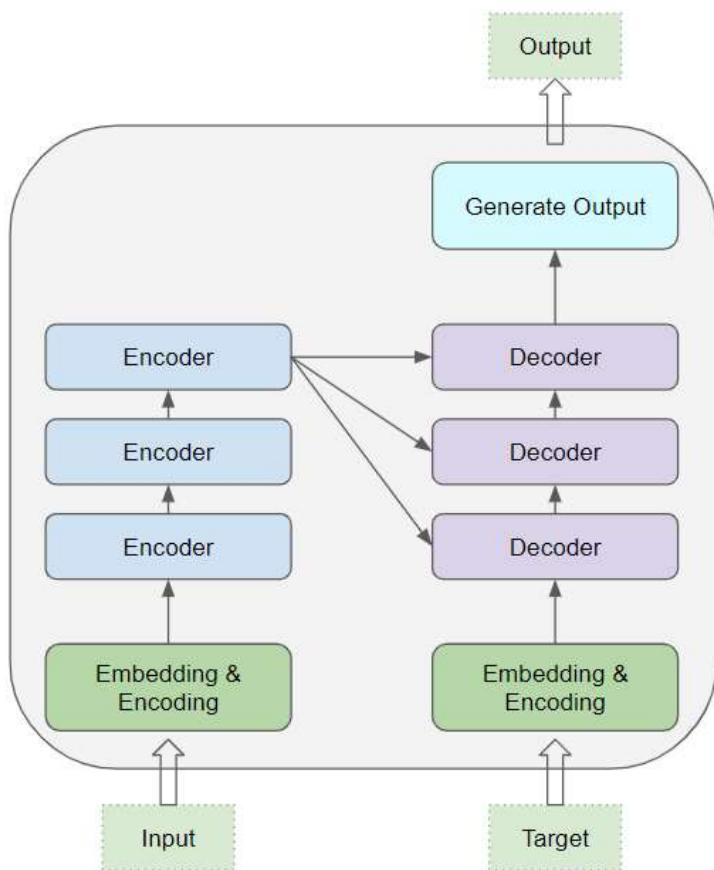 Output
Generate Output
Encoder
Decoder
Encoder
Decoder
Encoder
Decoder
Embedding &
Encoding
Embedding &
Encoding
Input
Target